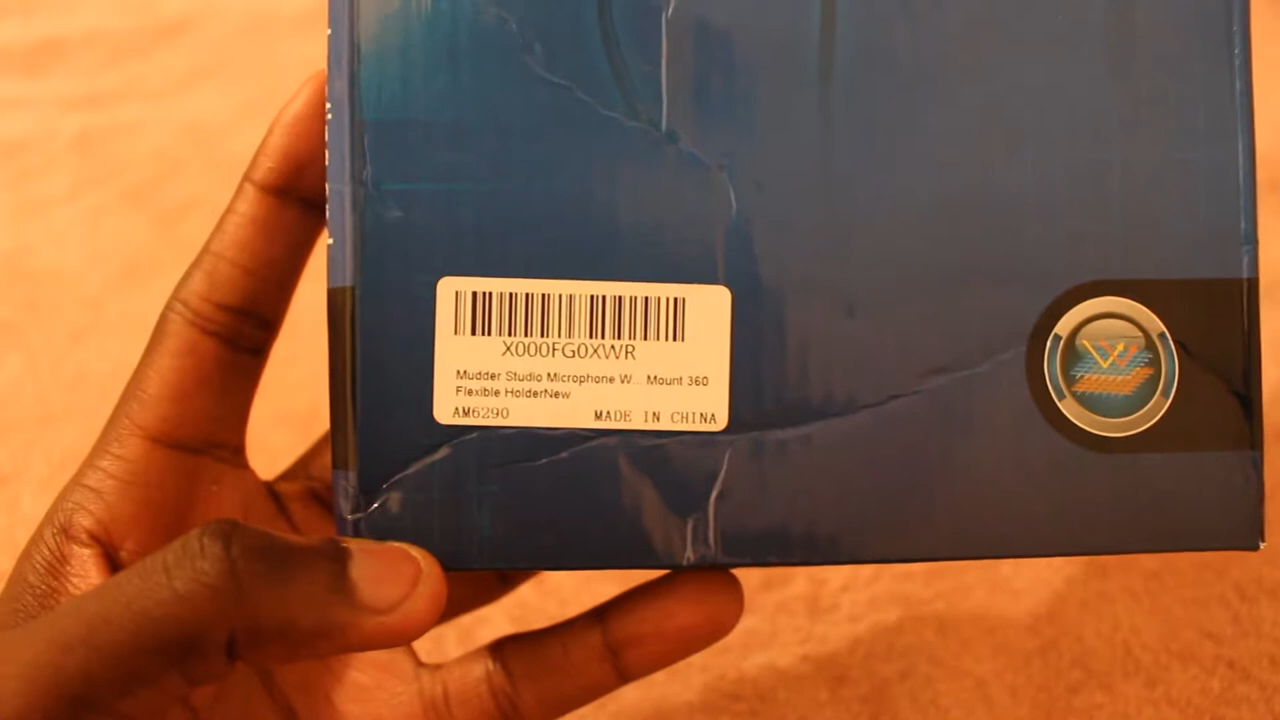 X000FG0XWR
Mudder Studio Microphone W... Mount 360
Flexible HolderNew
AM6290 MADE IN CHINA